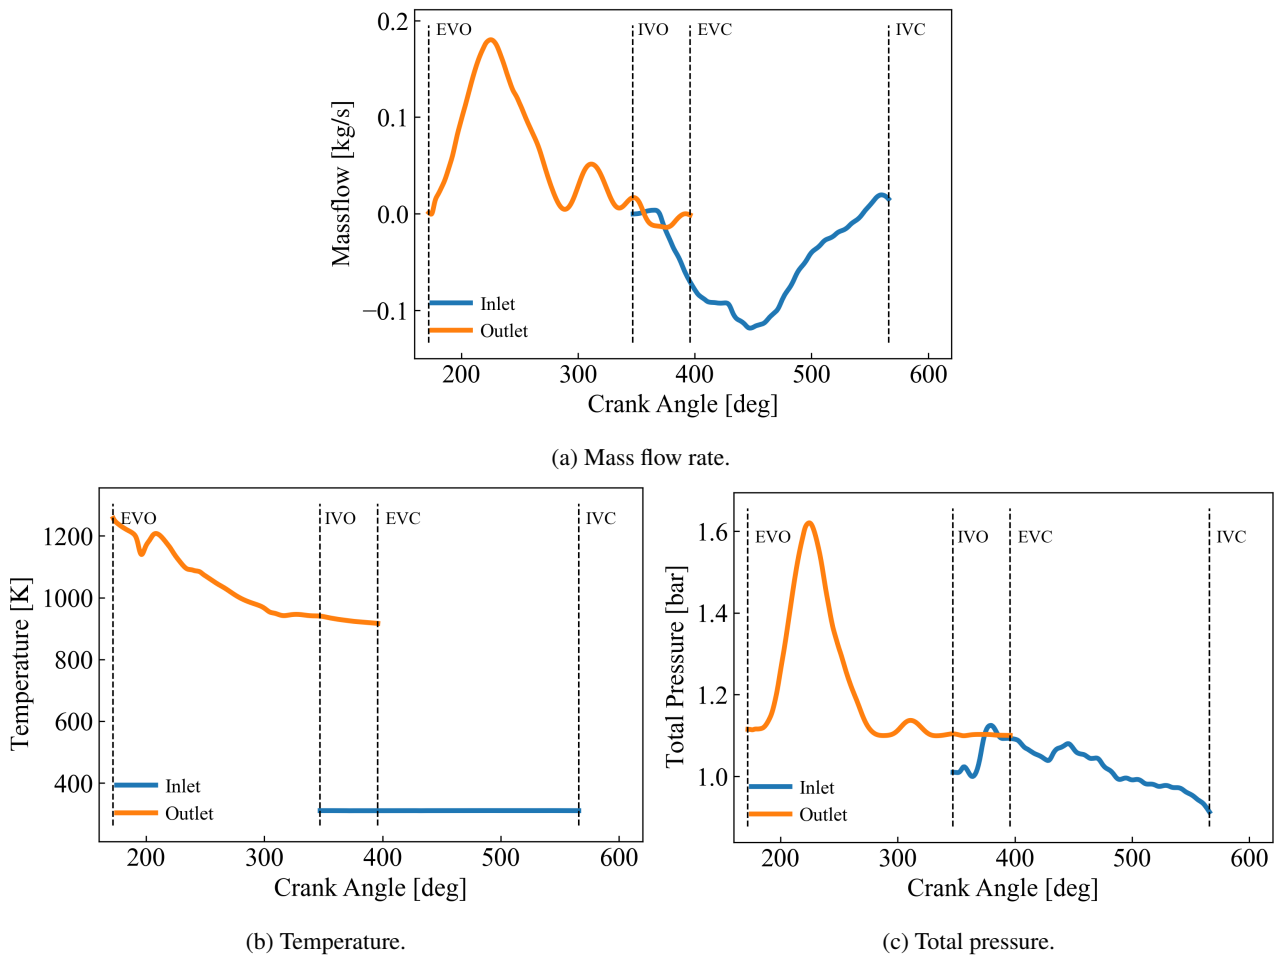 EVO IVO EVC IVC
0.2
0.1
0.0
−0.1
Massflow [kg/s]
Inlet
Outlet
200 300 400 500 600
Crank Angle [deg]
(a) Mass flow rate.
EVO IVO EVC IVC
1200
1000
800
600
400
Temperature [K]
Inlet
Outlet
200 300 400 500 600
Crank Angle [deg]
(b) Temperature.
EVO IVO EVC IVC
1.6
1.4
1.2
1.0
Total Pressure [bar]
Inlet
Outlet
200 300 400 500 600
Crank Angle [deg]
(c) Total pressure.